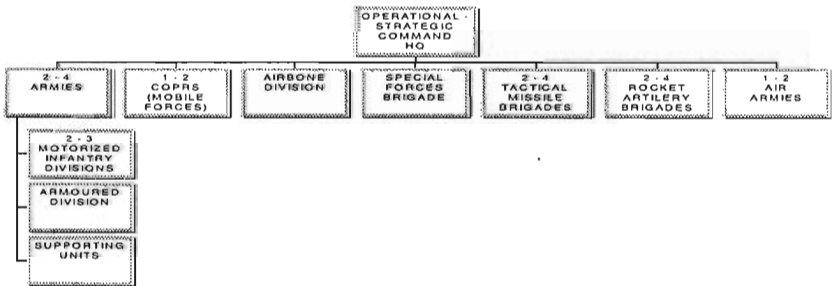 OPERATIONAL -
STRATEGIC
COMMAND
HQ
2 - 4
ARMIES
1 - 2
COPRS
(MOBILE
FORCES)
AIRBONE
DIVISION
SPECIAL
FORCES
BRIGADE
2 - 4
TACTICAL
MISSILE
BRIGADES
2 - 4
ROCKET
ARTILERY
BRIGADES
1 - 2
AIR
ARMIES
2 - 3
MOTORIZED
INFANTRY
DIVISIONS
ARMOURED
DIVISION
SUPPORTING
UNITS